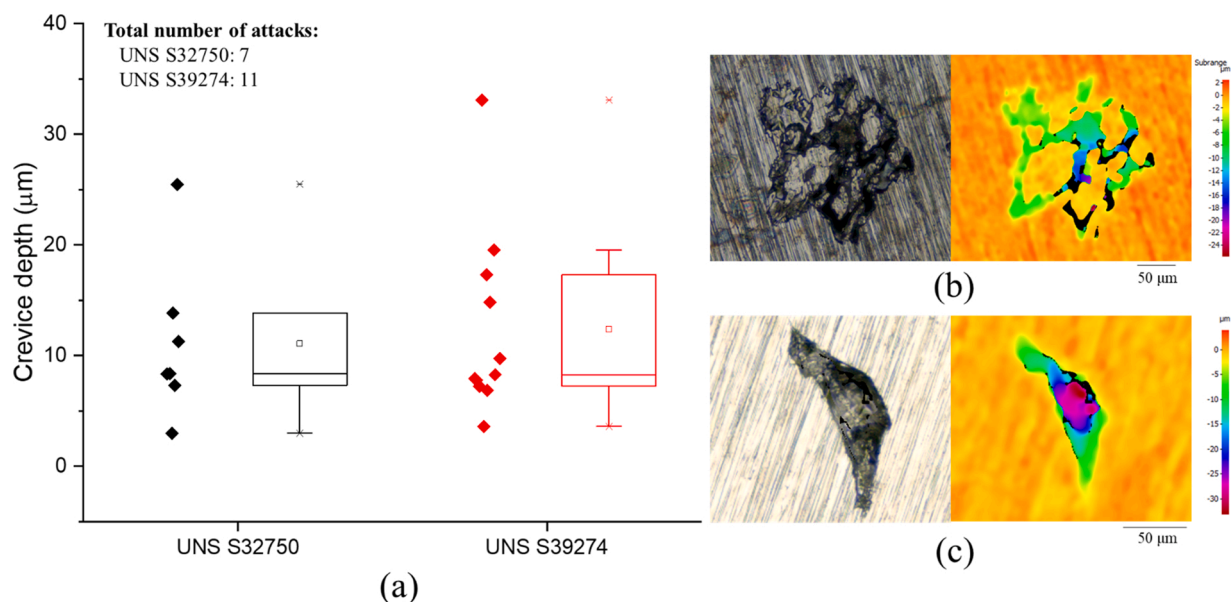 Total number of attacks:
UNS S32750: 7
UNS S39274: 11
Crevice depth (μm)
40
30
20
10
0
UNS S32750
UNS S39274
(a)
Subrange
μm
2
0
-2
-4
-6
-8
-10
-12
-14
-16
-18
-20
-22
-24
50 μm
(b)
μm
0
-5
-10
-15
-20
-25
-30
50 μm
(c)